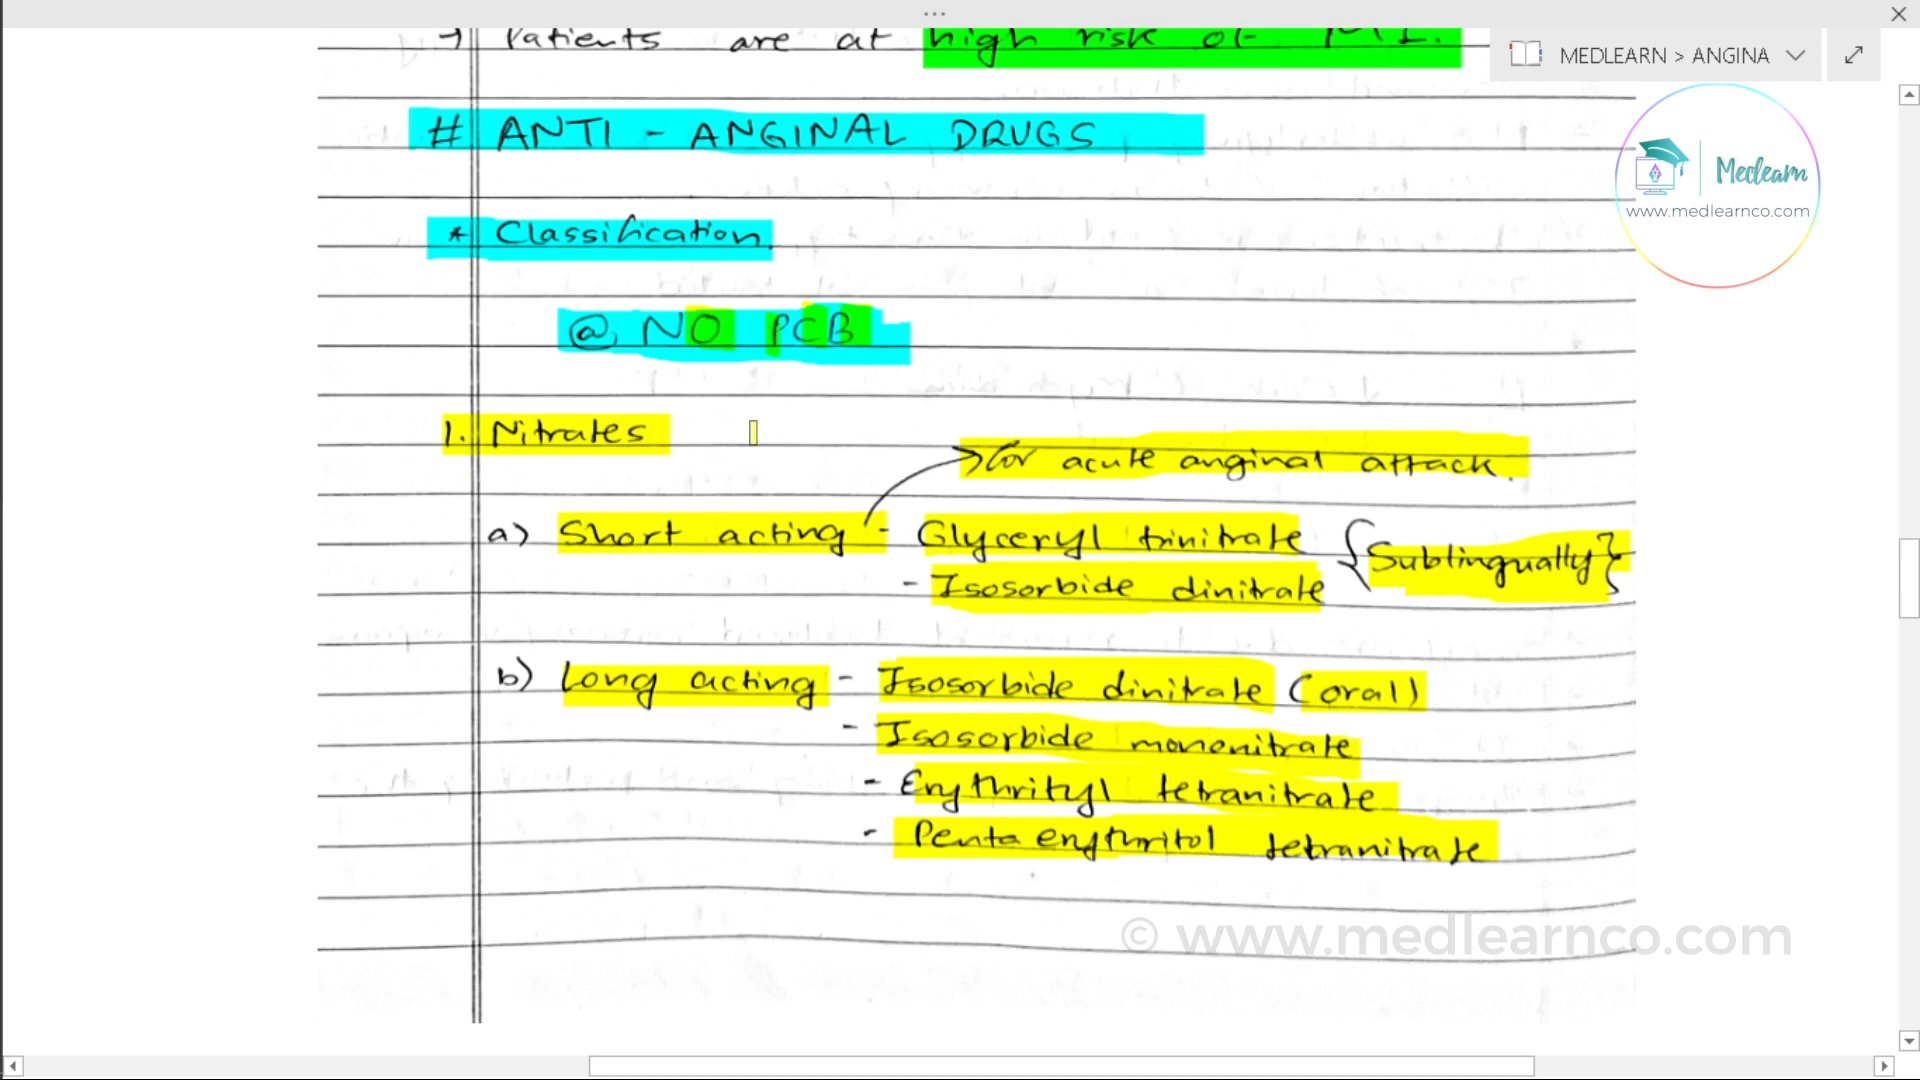 → Patients are at high risk of MI.
MEDLEARN > ANGINA
# ANTI - ANGINAL DRUGS
Medlearn
www.medlearnco.com
* Classification.
@ NO PCB
1. Nitrates
→ for acute anginal attack.
a) Short acting - Glyceryl trinitrate
- Isosorbide dinitrate
{Sublingually}
b) Long acting - Isosorbide dinitrate (oral)
- Isosorbide mononitrate
- Erythrityl tetranitrate
- Penta erythritol tetranitrate
© www.medlearnco.com